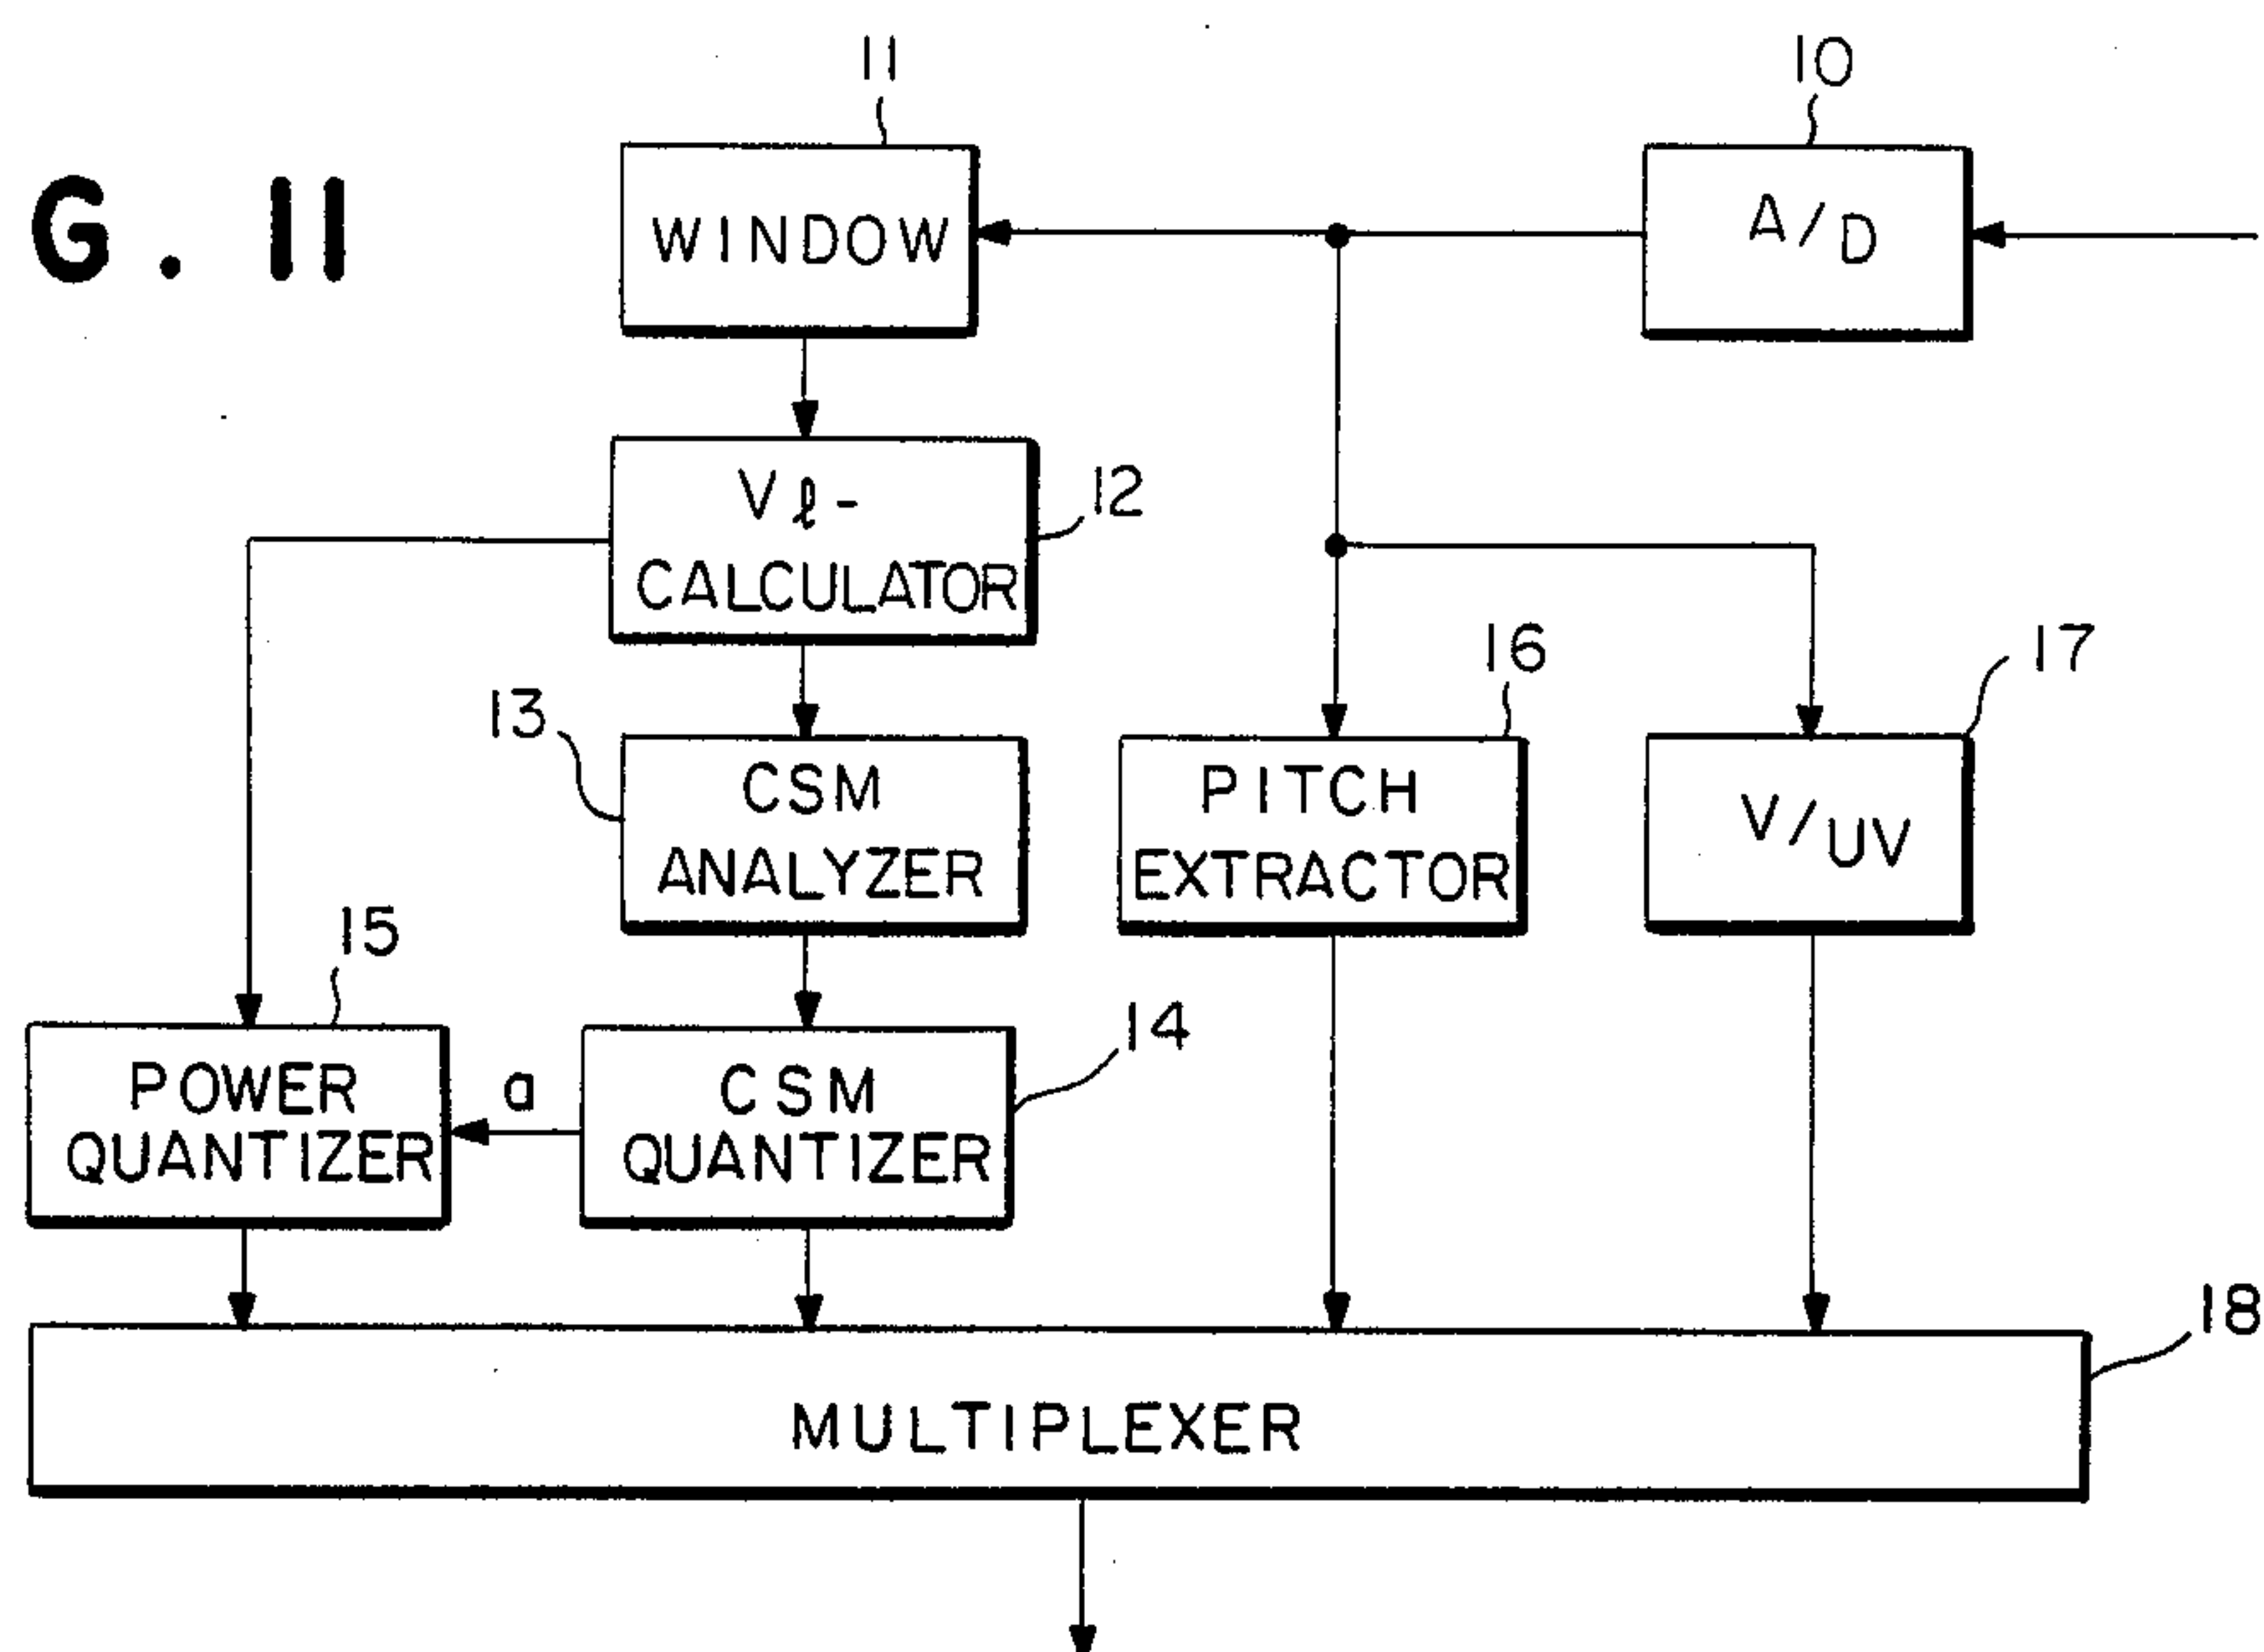 G. 11
11
10
WINDOW
A/D
Vℓ-
CALCULATOR
12
13
16
17
CSM
ANALYZER
PITCH
EXTRACTOR
V/UV
15
14
POWER
QUANTIZER
a
CSM
QUANTIZER
18
MULTIPLEXER